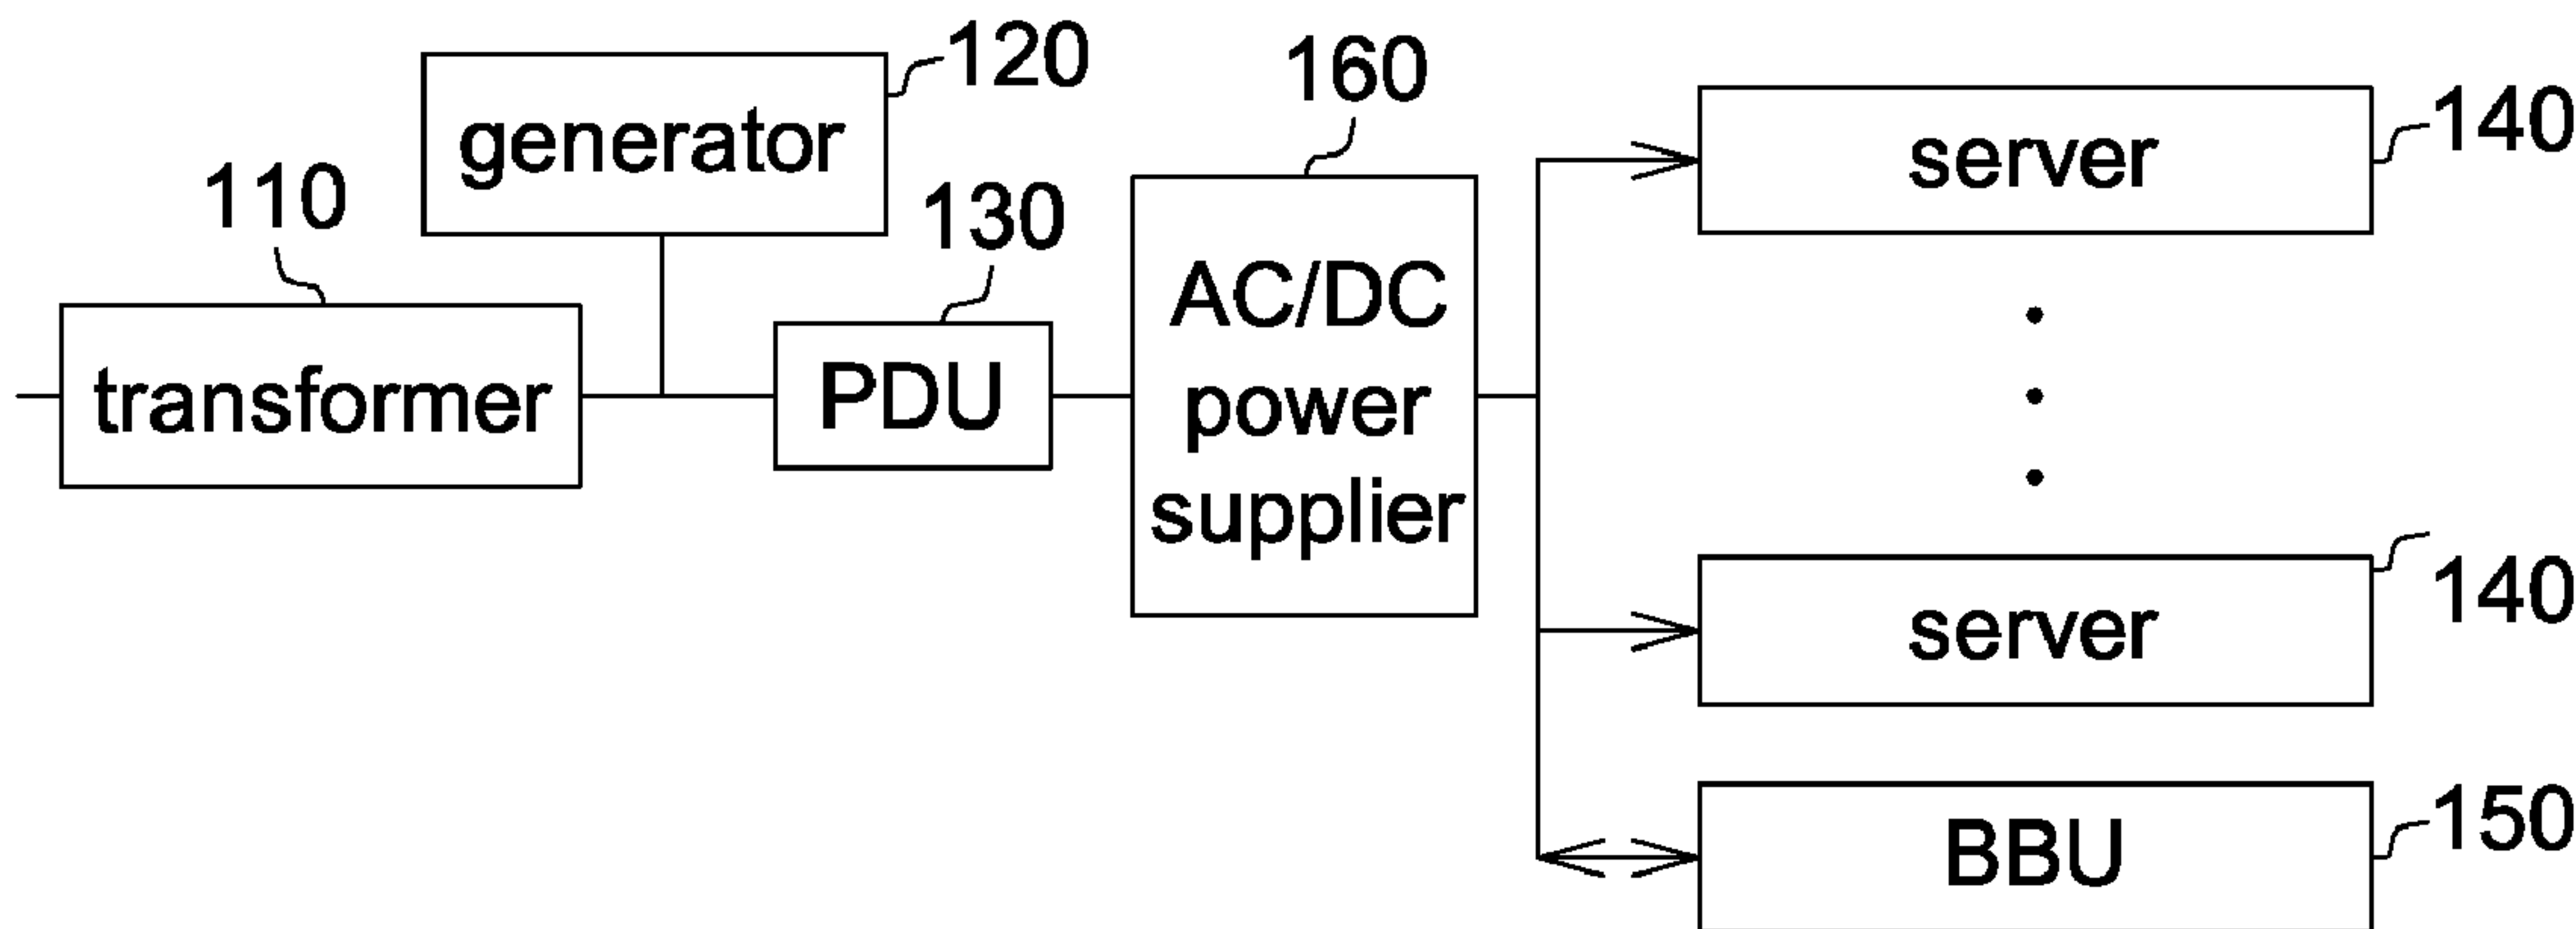 110
transformer
120
generator
130
PDU
160
AC/DC
power
supplier
140
server
140
server
150
BBU